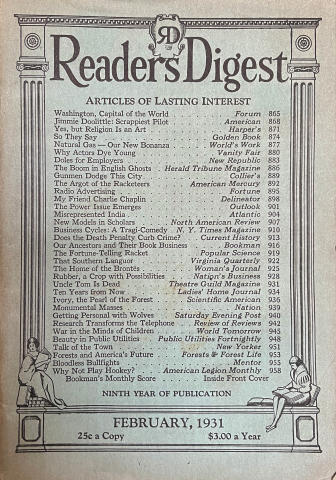 RD
Readers Digest
ARTICLES OF LASTING INTEREST
Washington, Capital of the World Forum 865
Jimmie Doolittle: Scrappiest Pilot American 868
Yes, but Religion Is an Art Harper's 871
So They Say Golden Book 874
Natural Gas—Our New Bonanza World's Work 877
Why Actors Dye Young Vanity Fair 880
Doles for Employers New Republic 883
The Boom in English Ghosts Herald Tribune Magazine 886
Gunmen Dodge This City Collier's 889
The Argot of the Racketeers American Mercury 892
Radio Advertising Fortune 895
My Friend Charlie Chaplin Delineator 898
The Power Issue Emerges Outlook 901
Misrepresented India Atlantic 904
New Models in Scholars North American Review 907
Business Cycles: A Tragi-Comedy N. Y. Times Magazine 910
Does the Death Penalty Curb Crime? Current History 913
Our Ancestors and Their Book Business Bookman 916
The Fortune-Telling Racket Popular Science 919
That Southern Languor Virginia Quarterly 922
The Home of the Brontes Woman's Journal 925
Rubber, a Crop with Possibilities Nation's Business 928
Uncle Tom Is Dead Theatre Guild Magazine 931
Ten Years from Now Ladies' Home Journal 934
Ivory, the Pearl of the Forest Scientific American 936
Monumental Masses Nation 939
Getting Personal with Wolves Saturday Evening Post 940
Research Transforms the Telephone Review of Reviews 942
War in the Minds of Children World Tomorrow 946
Beauty in Public Utilities Public Utilities Fortnightly 948
Talk of the Town New Yorker 951
Forests and America's Future Forests & Forest Life 953
Bloodless Bullfights Mentor 955
Why Not Play Hookey? American Legion Monthly 958
Bookman's Monthly Score Inside Front Cover
NINTH YEAR OF PUBLICATION
FEBRUARY, 1931
25c a Copy $3.00 a Year